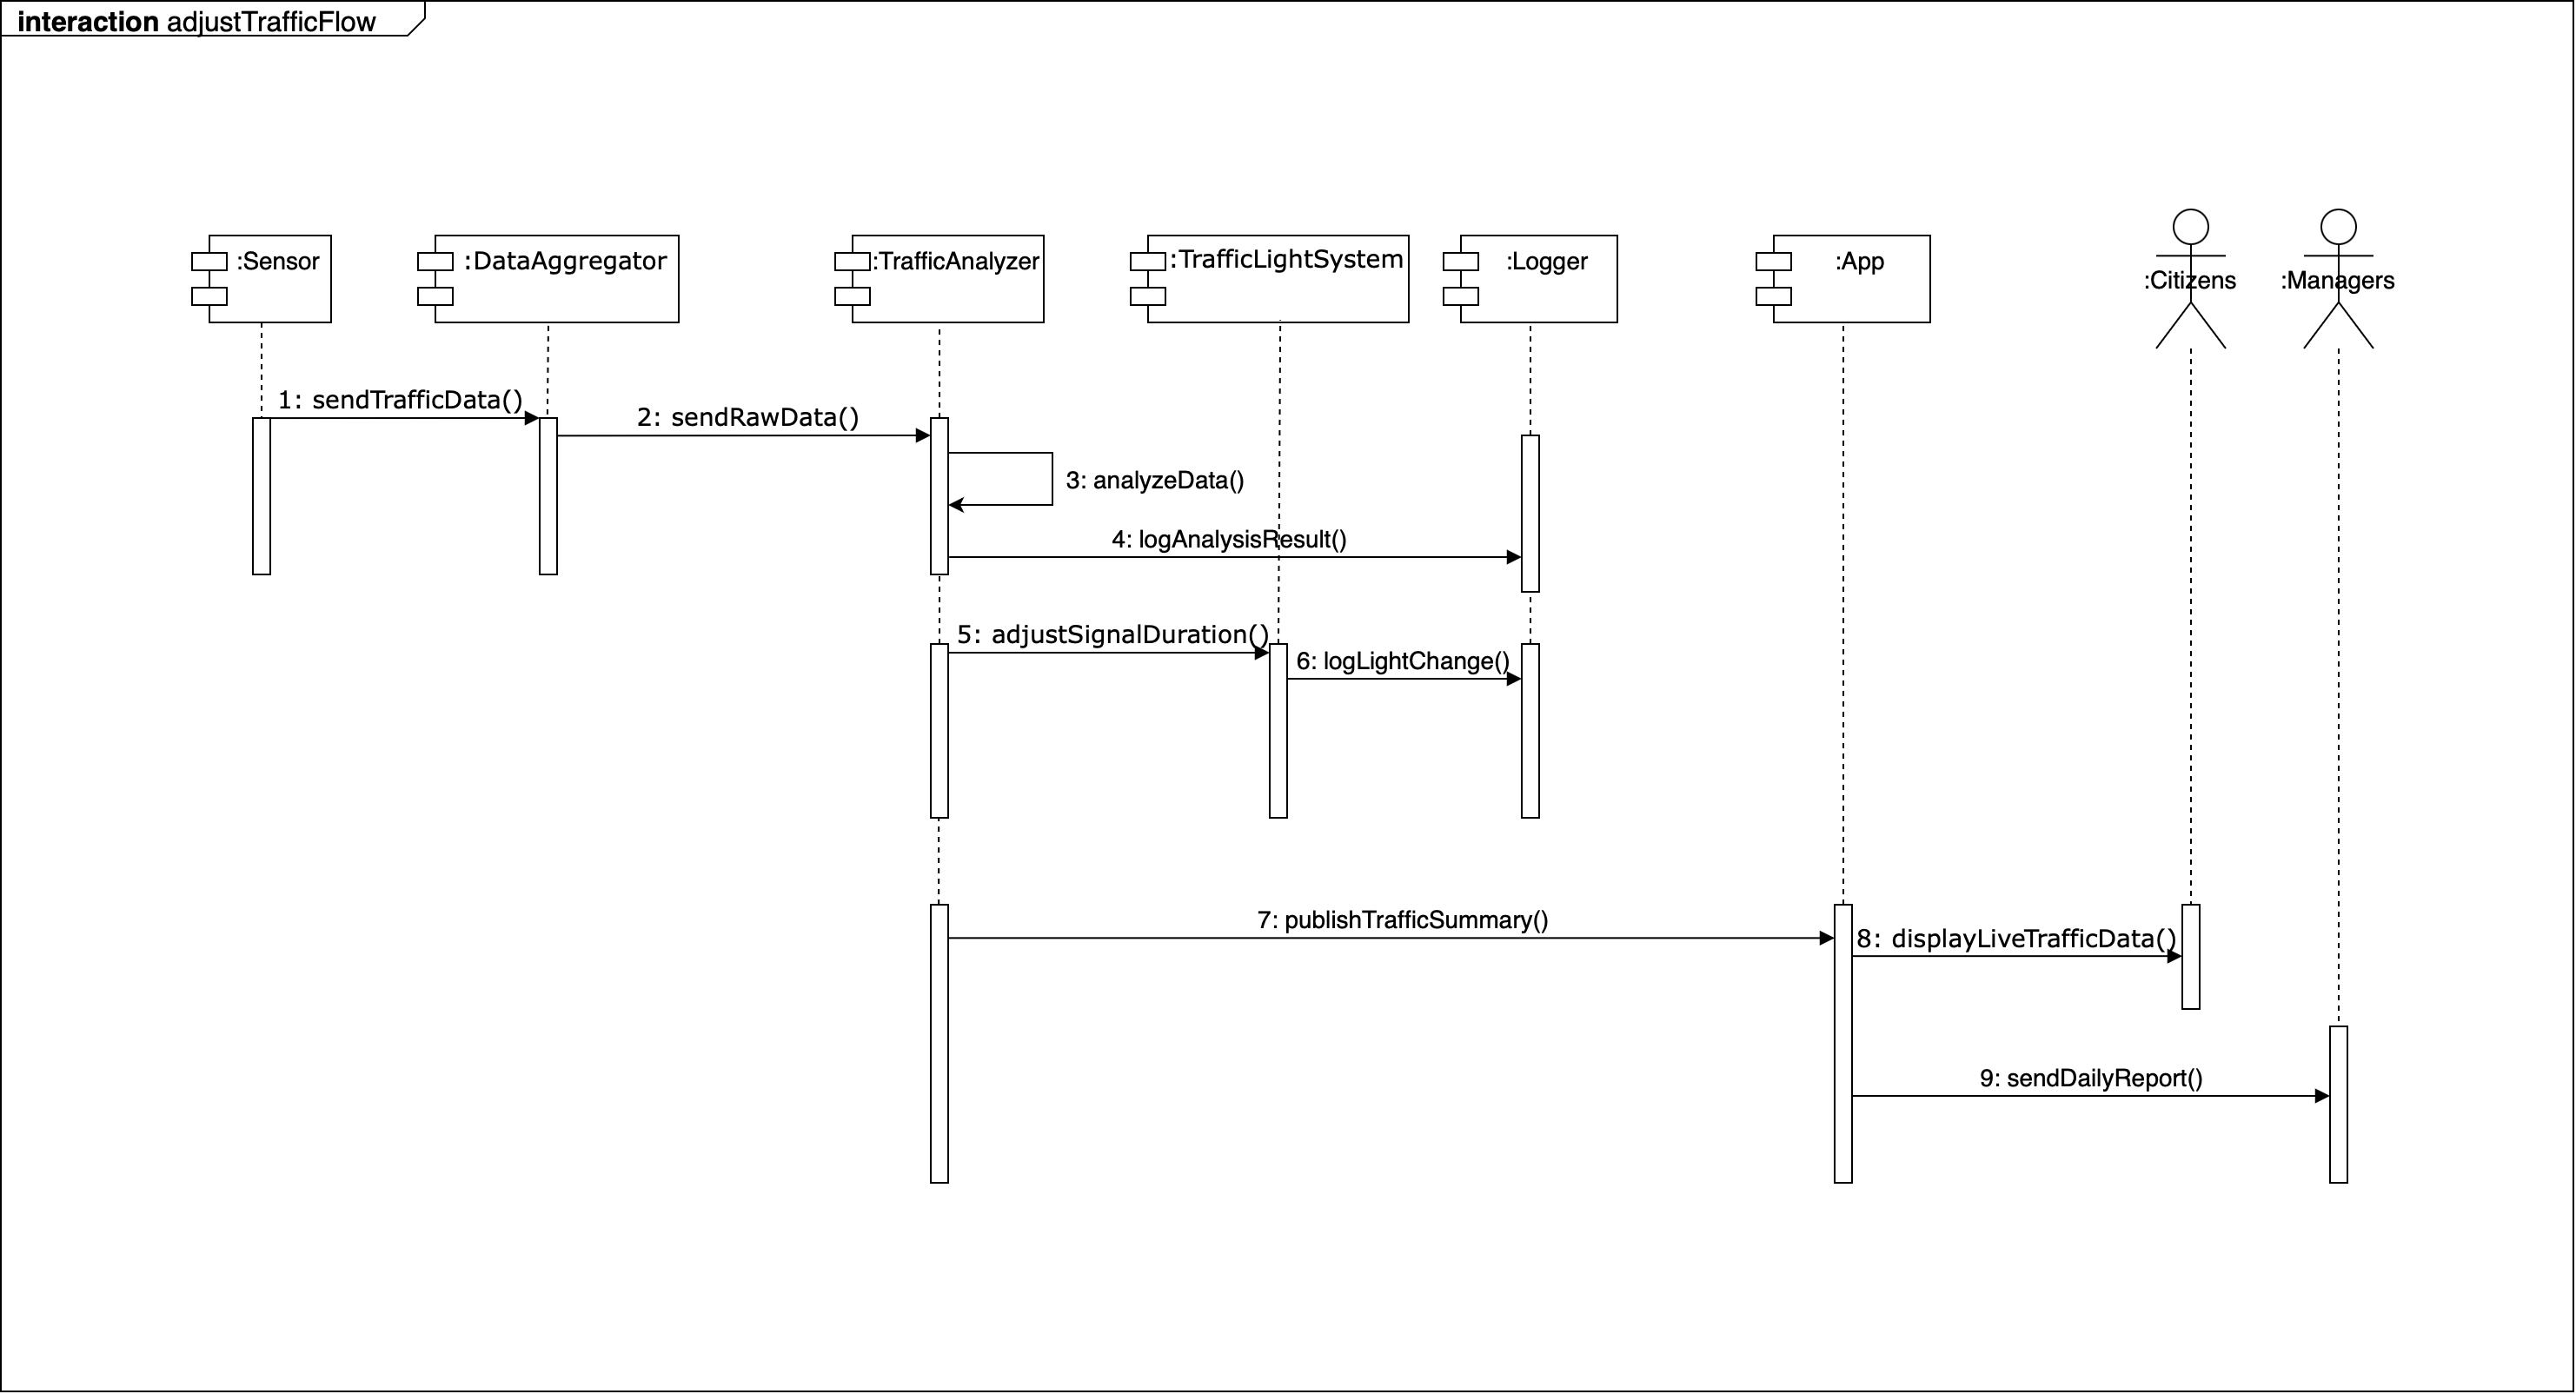 interaction adjustTrafficFlow
:Sensor
:DataAggregator
:TrafficAnalyzer
:TrafficLightSystem
:Logger
:App
:Citizens
:Managers
1: sendTrafficData()
2: sendRawData()
3: analyzeData()
4: logAnalysisResult()
5: adjustSignalDuration()
6: logLightChange()
7: publishTrafficSummary()
8: displayLiveTrafficData()
9: sendDailyReport()